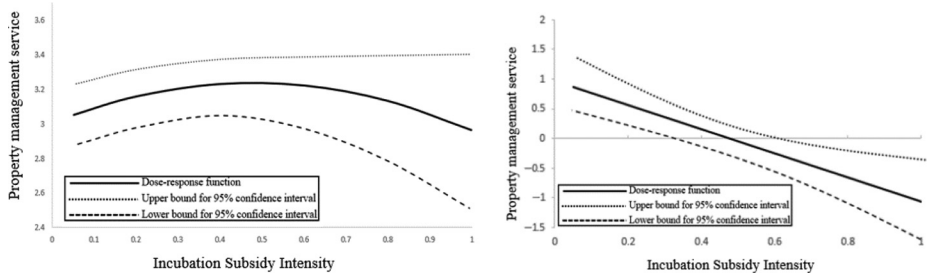 Property management service
3.6
3.4
3.2
3
2.8
2.6
2.4
Dose-response function
Upper bound for 95% confidence interval
Lower bound for 95% confidence interval
0 0.1 0.2 0.3 0.4 0.5 0.6 0.7 0.8 0.9 1
Incubation Subsidy Intensity
Property management service
2
1.5
1
0.5
0
−0.5
−1
−1.5
Dose-response function
Upper bound for 95% confidence interval
Lower bound for 95% confidence interval
0 0.2 0.4 0.6 0.8 1
Incubation Subsidy Intensity